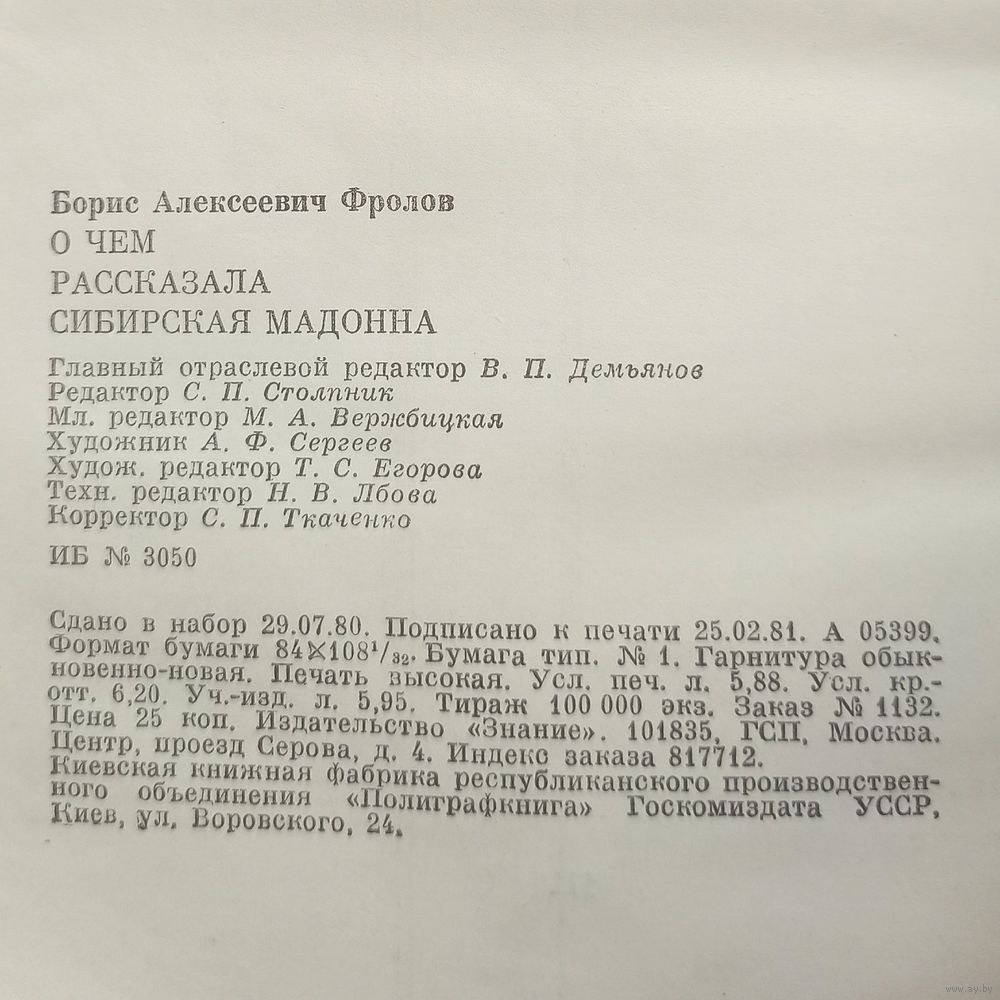 Борис Алексеевич Фролов
О ЧЕМ
РАССКАЗАЛА
СИБИРСКАЯ МАДОННА
Главный отраслевой редактор В. П. Демьянов
Редактор С. П. Столпник
Мл. редактор М. А. Вержбицкая
Художник А. Ф. Сергеев
Худож. редактор Т. С. Егорова
Техн. редактор Н. В. Лбова
Корректор С. П. Ткаченко
ИБ № 3050
Сдано в набор 29.07.80. Подписано к печати 25.02.81. А 05399.
Формат бумаги 84×108¹/₃₂. Бумага тип. № 1. Гарнитура обык-
новенно-новая. Печать высокая. Усл. печ. л. 5,88. Усл. кр.-
отт. 6,20. Уч.-изд. л. 5,95. Тираж 100 000 экз. Заказ № 1132.
Цена 25 коп. Издательство «Знание». 101835, ГСП, Москва,
Центр, проезд Серова, д. 4. Индекс заказа 817712.
Киевская книжная фабрика республиканского производствен-
ного объединения «Полиграфкнига» Госкомиздата УССР,
Киев, ул. Воровского, 24.
www.ay.by